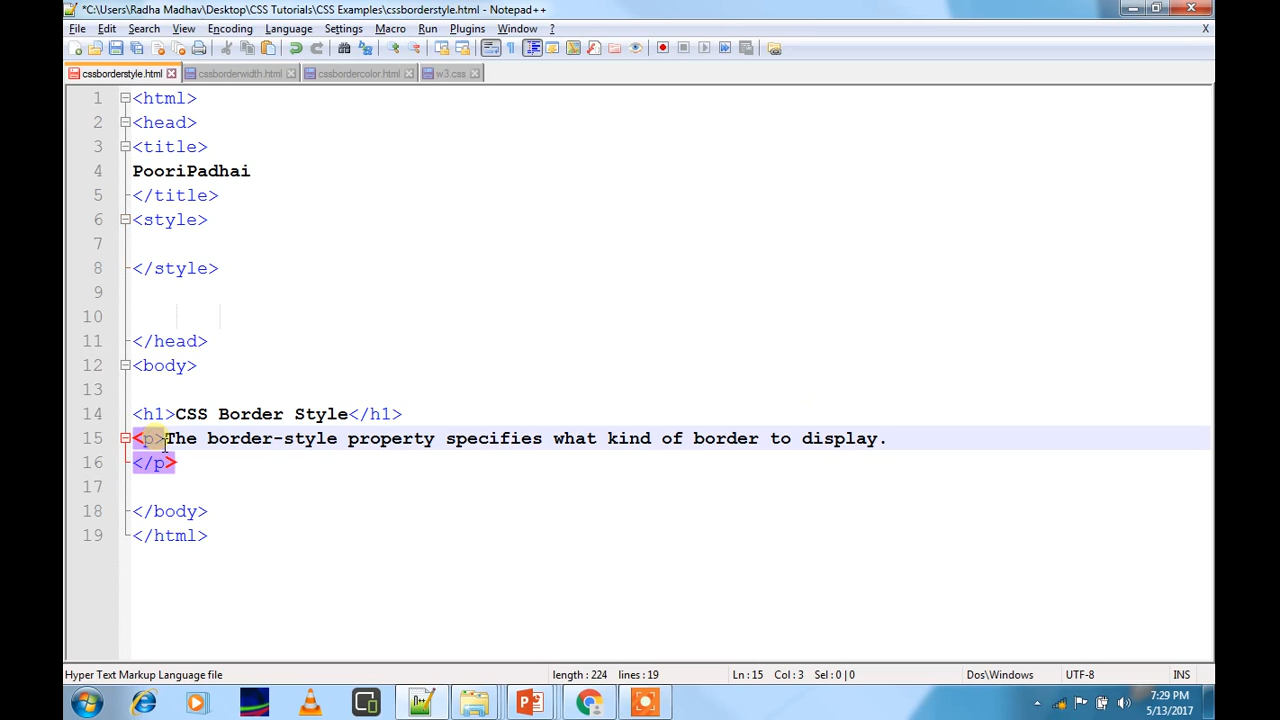 *C:\Users\Radha Madhav\Desktop\CSS Tutorials\CSS Examples\cssborderstyle.html - Notepad++
File Edit Search View Encoding Language Settings Macro Run Plugins Window ? X
cssborderstyle.html cssborderwidth.html cssbordercolor.html w3.css
1 <html>
2 <head>
3 <title>
4 PooriPadhai
5 </title>
6 <style>
7
8 </style>
9
10
11 </head>
12 <body>
13
14 <h1>CSS Border Style</h1>
15 <p>The border-style property specifies what kind of border to display.
16 </p>
17
18 </body>
19 </html>
Hyper Text Markup Language file length : 224 lines : 19 Ln : 15 Col : 3 Sel : 0 | 0 Dos\Windows UTF-8 INS
7:29 PM
5/13/2017